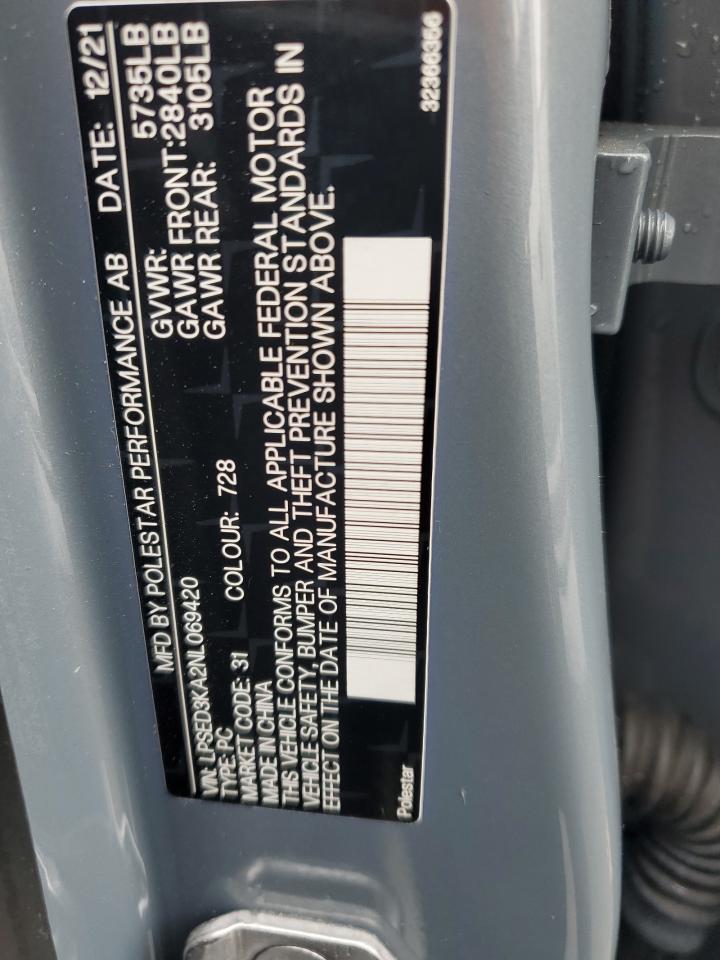 MFD BY POLESTAR PERFORMANCE AB DATE: 12/21
GVWR: 5735LB
GAWR FRONT:2840LB
GAWR REAR: 3105LB
VIN: LPSED3KA2NL069420
TYPE: PC
MARKET CODE: 31 COLOUR: 728
MADE IN CHINA
THIS VEHICLE CONFORMS TO ALL APPLICABLE FEDERAL MOTOR
VEHICLE SAFETY, BUMPER AND THEFT PREVENTION STANDARDS IN
EFFECT ON THE DATE OF MANUFACTURE SHOWN ABOVE.
Polestar 32366366